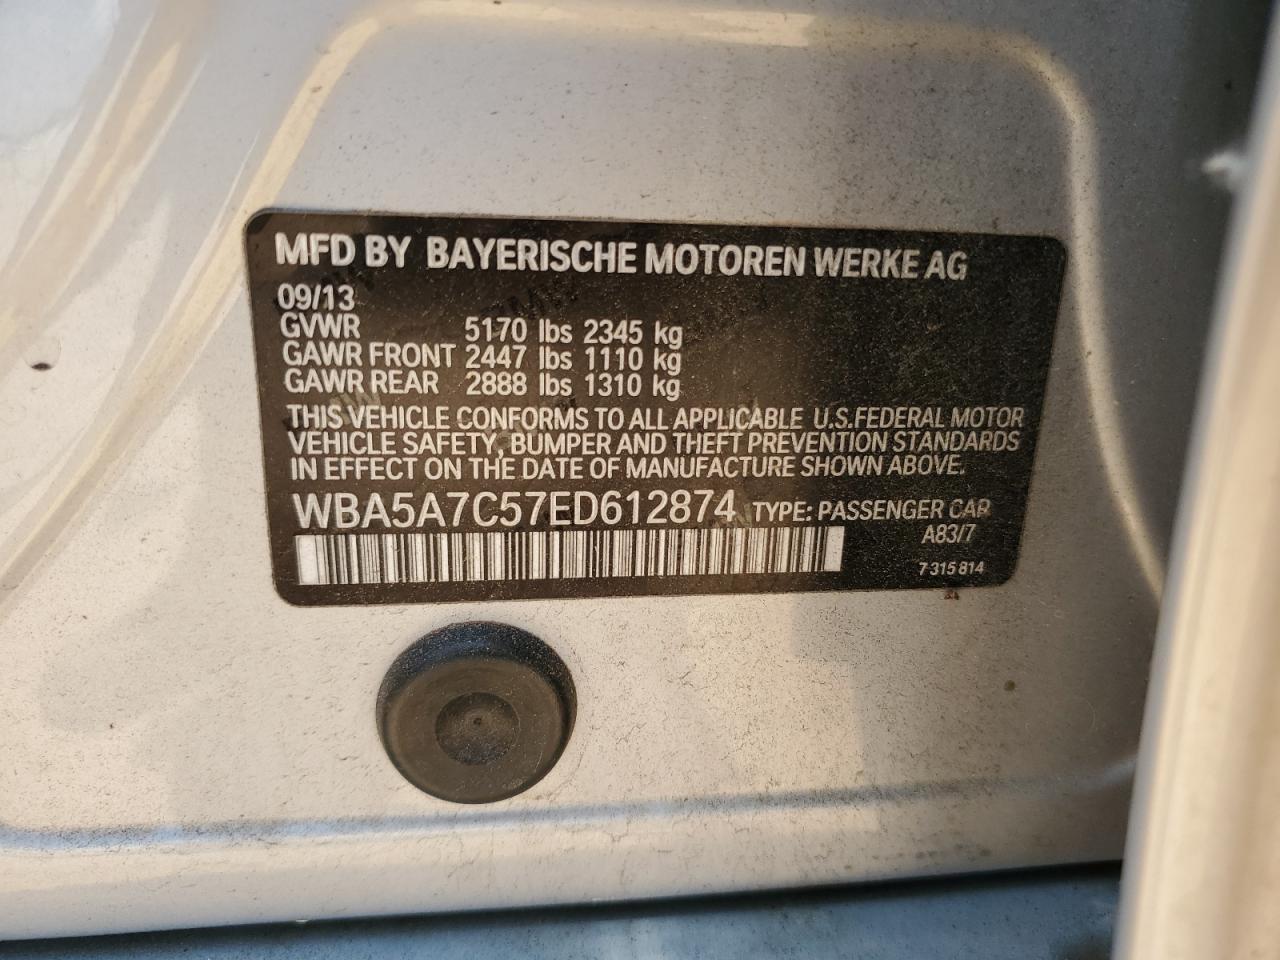 MFD BY BAYERISCHE MOTOREN WERKE AG
09/13
GVWR 5170 lbs 2345 kg
GAWR FRONT 2447 lbs 1110 kg
GAWR REAR 2888 lbs 1310 kg
THIS VEHICLE CONFORMS TO ALL APPLICABLE U.S.FEDERAL MOTOR
VEHICLE SAFETY, BUMPER AND THEFT PREVENTION STANDARDS
IN EFFECT ON THE DATE OF MANUFACTURE SHOWN ABOVE.
WBA5A7C57ED612874 TYPE: PASSENGER CAR
A83/7
7 315 814